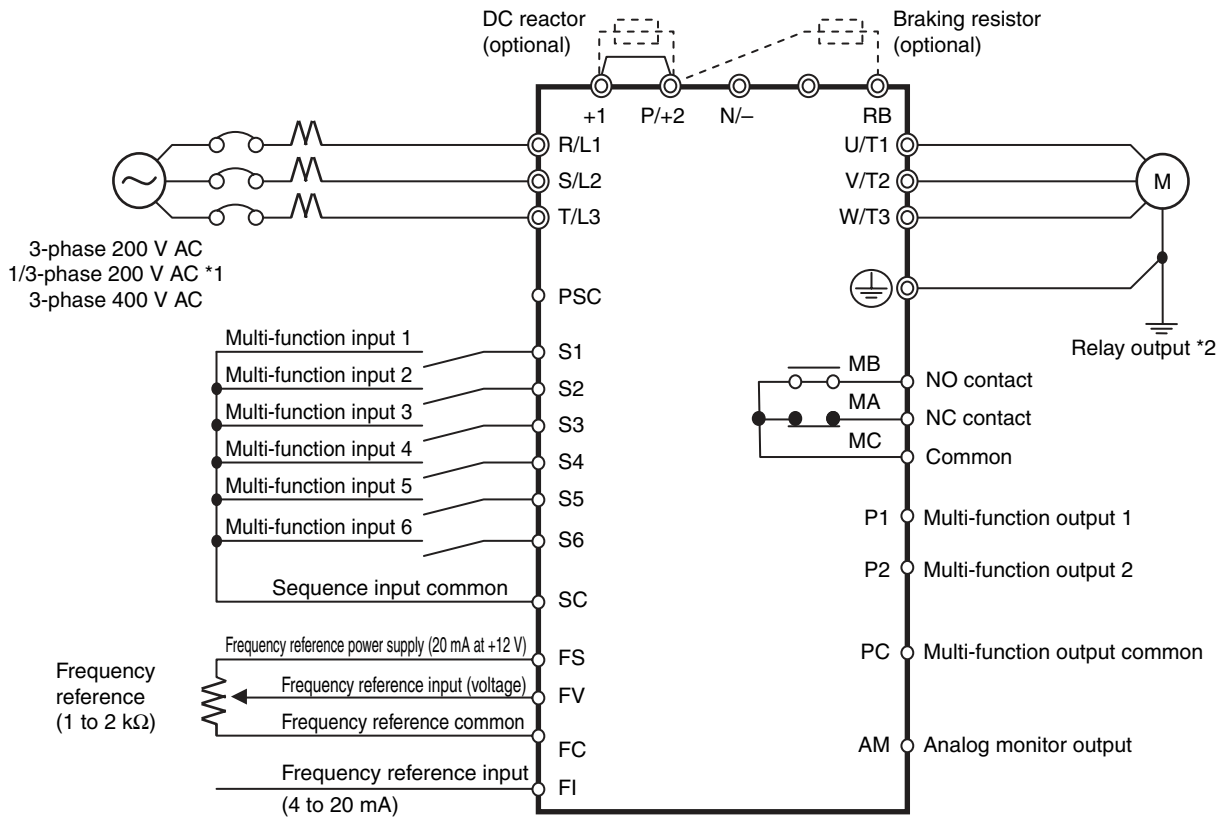 DC reactor
(optional)
Braking resistor
(optional)
+1 P/+2 N/– RB
R/L1
S/L2
T/L3
U/T1
V/T2
W/T3
M
3-phase 200 V AC
1/3-phase 200 V AC *1
3-phase 400 V AC
PSC
Relay output *2
Multi-function input 1
S1
Multi-function input 2
S2
Multi-function input 3
S3
Multi-function input 4
S4
Multi-function input 5
S5
Multi-function input 6
S6
Sequence input common
SC
MB
NO contact
MA
NC contact
MC
Common
P1 Multi-function output 1
P2 Multi-function output 2
PC Multi-function output common
AM Analog monitor output
Frequency
reference
(1 to 2 kΩ)
Frequency reference power supply (20 mA at +12 V)
FS
Frequency reference input (voltage)
FV
Frequency reference common
FC
Frequency reference input
(4 to 20 mA)
FI